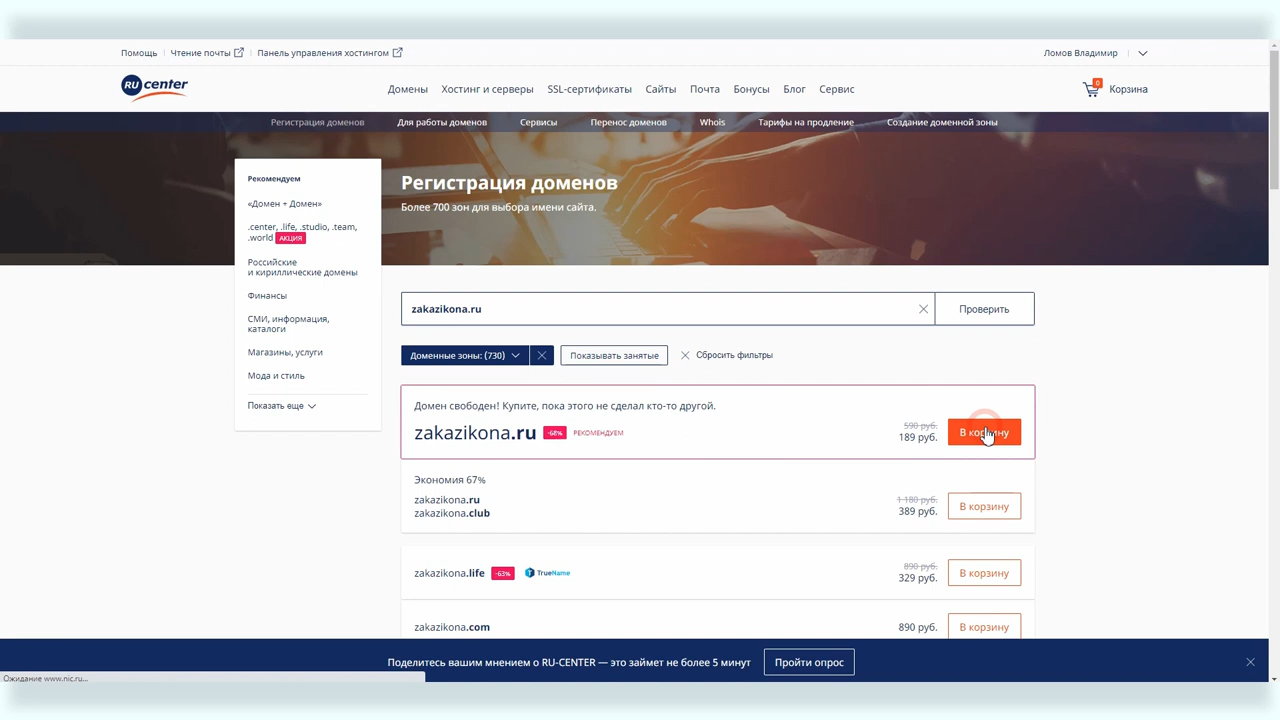 Помощь
Чтение почты
Панель управления хостингом
Ломов Владимир
RU center
Домены
Хостинг и серверы
SSL-сертификаты
Сайты
Почта
Бонусы
Блог
Сервис
0
Корзина
Регистрация доменов
Для работы доменов
Сервисы
Перенос доменов
Whois
Тарифы на продление
Создание доменной зоны
Рекомендуем
«Домен + Домен»
.center, .life, .studio, .team,
.world АКЦИЯ
Российские
и кириллические домены
Финансы
СМИ, информация,
каталоги
Магазины, услуги
Мода и стиль
Показать еще
Регистрация доменов
Более 700 зон для выбора имени сайта.
zakazikona.ru
Проверить
Доменные зоны: (730)
Показывать занятые
Сбросить фильтры
Домен свободен! Купите, пока этого не сделал кто-то другой.
zakazikona.ru -68% РЕКОМЕНДУЕМ
590 руб.
189 руб.
В корзину
Экономия 67%
zakazikona.ru
zakazikona.club
1 180 руб.
389 руб.
В корзину
zakazikona.life -63% TrueName
890 руб.
329 руб.
В корзину
zakazikona.com
890 руб.
В корзину
Поделитесь вашим мнением о RU-CENTER — это займет не более 5 минут
Пройти опрос
Ожидание www.nic.ru...